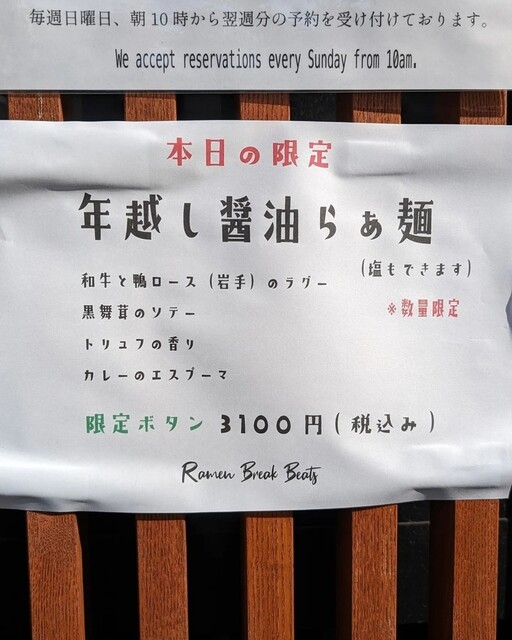 毎週日曜日、朝10時から翌週分の予約を受け付けております。
We accept reservations every Sunday from 10am.
本日の限定
年越し醤油らぁ麺
(塩もできます)
和牛と鴨ロース(岩手)のラグー
※数量限定
黒舞茸のソテー
トリュフの香り
カレーのエスプーマ
限定ボタン 3100円(税込み)
Ramen Break Beats